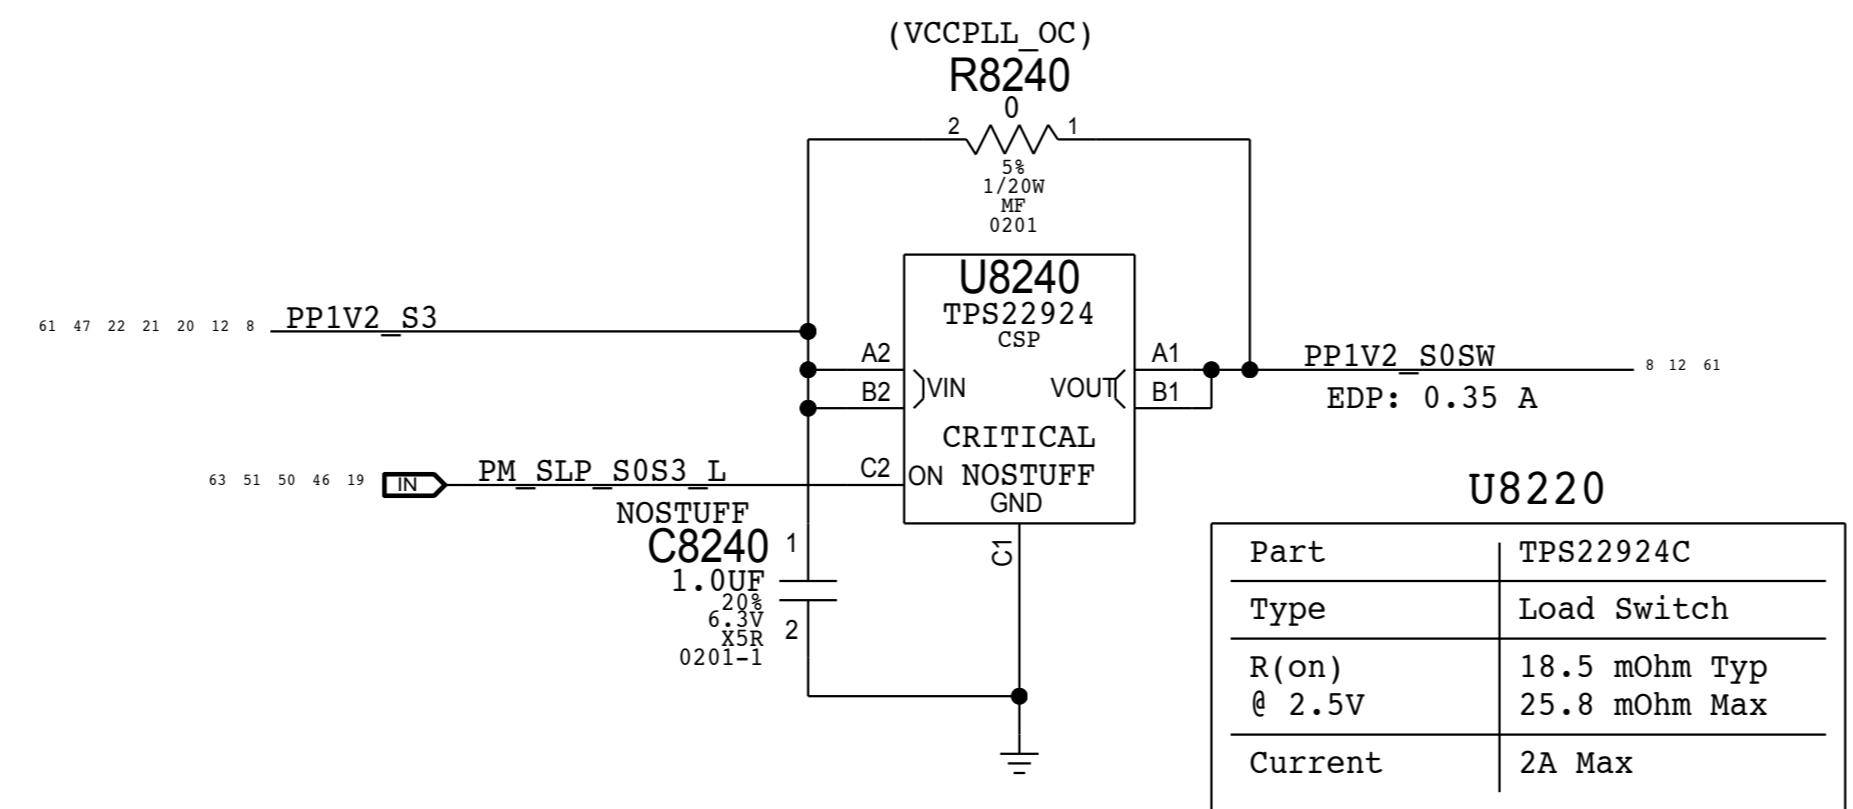 (VCCPLL_OC)
R8240
0
2 1
5%
1/20W
MF
0201
U8240
TPS22924
CSP
61 47 22 21 20 12 8 PP1V2_S3
A2 A1
B2 VIN VOUT B1
PP1V2_S0SW 8 12 61
EDP: 0.35 A
CRITICAL
63 51 50 46 19 IN PM_SLP_S0S3_L C2 ON NOSTUFF
GND
C1
NOSTUFF
C8240 1
1.0UF
20%
6.3V
X5R 2
0201-1
U8220
Part TPS22924C
Type Load Switch
R(on) 18.5 mOhm Typ
@ 2.5V 25.8 mOhm Max
Current 2A Max